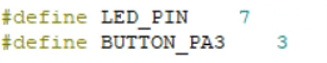 #define LED_PIN 7
#define BUTTON_PA3 3